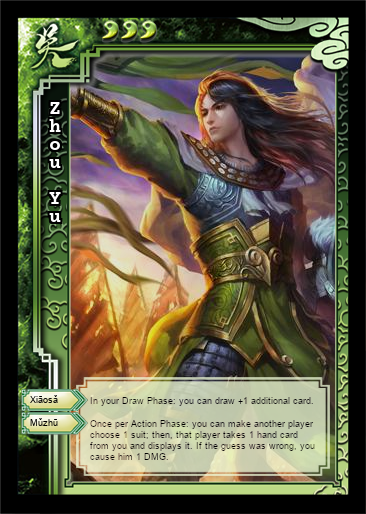 吳
Zhou Yu
Xiāosǎ
In your Draw Phase: you can draw +1 additional card.
Mŭzhŭ
Once per Action Phase: you can make another player
choose 1 suit; then, that player takes 1 hand card
from you and displays it. If the guess was wrong, you
cause him 1 DMG.